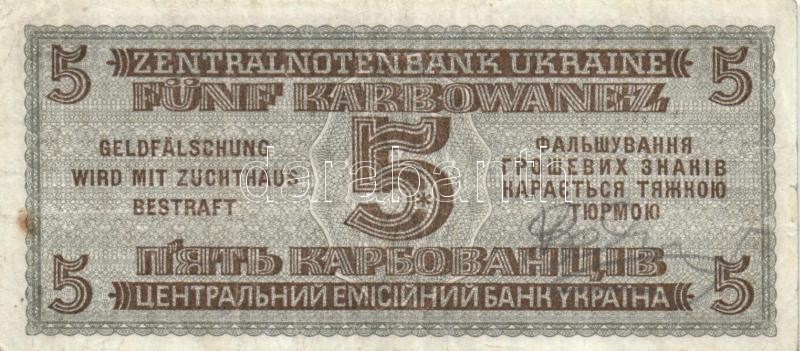 5 ZENTRALNOTENBANK UKRAINE 5
FÜNF KARBOWANEZ
GELDFÄLSCHUNG
WIRD MIT ZUCHTHAUS
BESTRAFT
5
ФАЛЬШУВАННЯ
ГРОШЕВИХ ЗНАКІВ
КАРАЄТЬСЯ ТЯЖКОЮ
ТЮРМОЮ
darabanth
П'ЯТЬ КАРБОВАНЦІВ
5 ЦЕНТРАЛЬНИЙ ЕМІСІЙНИЙ БАНК УКРАЇНА 5